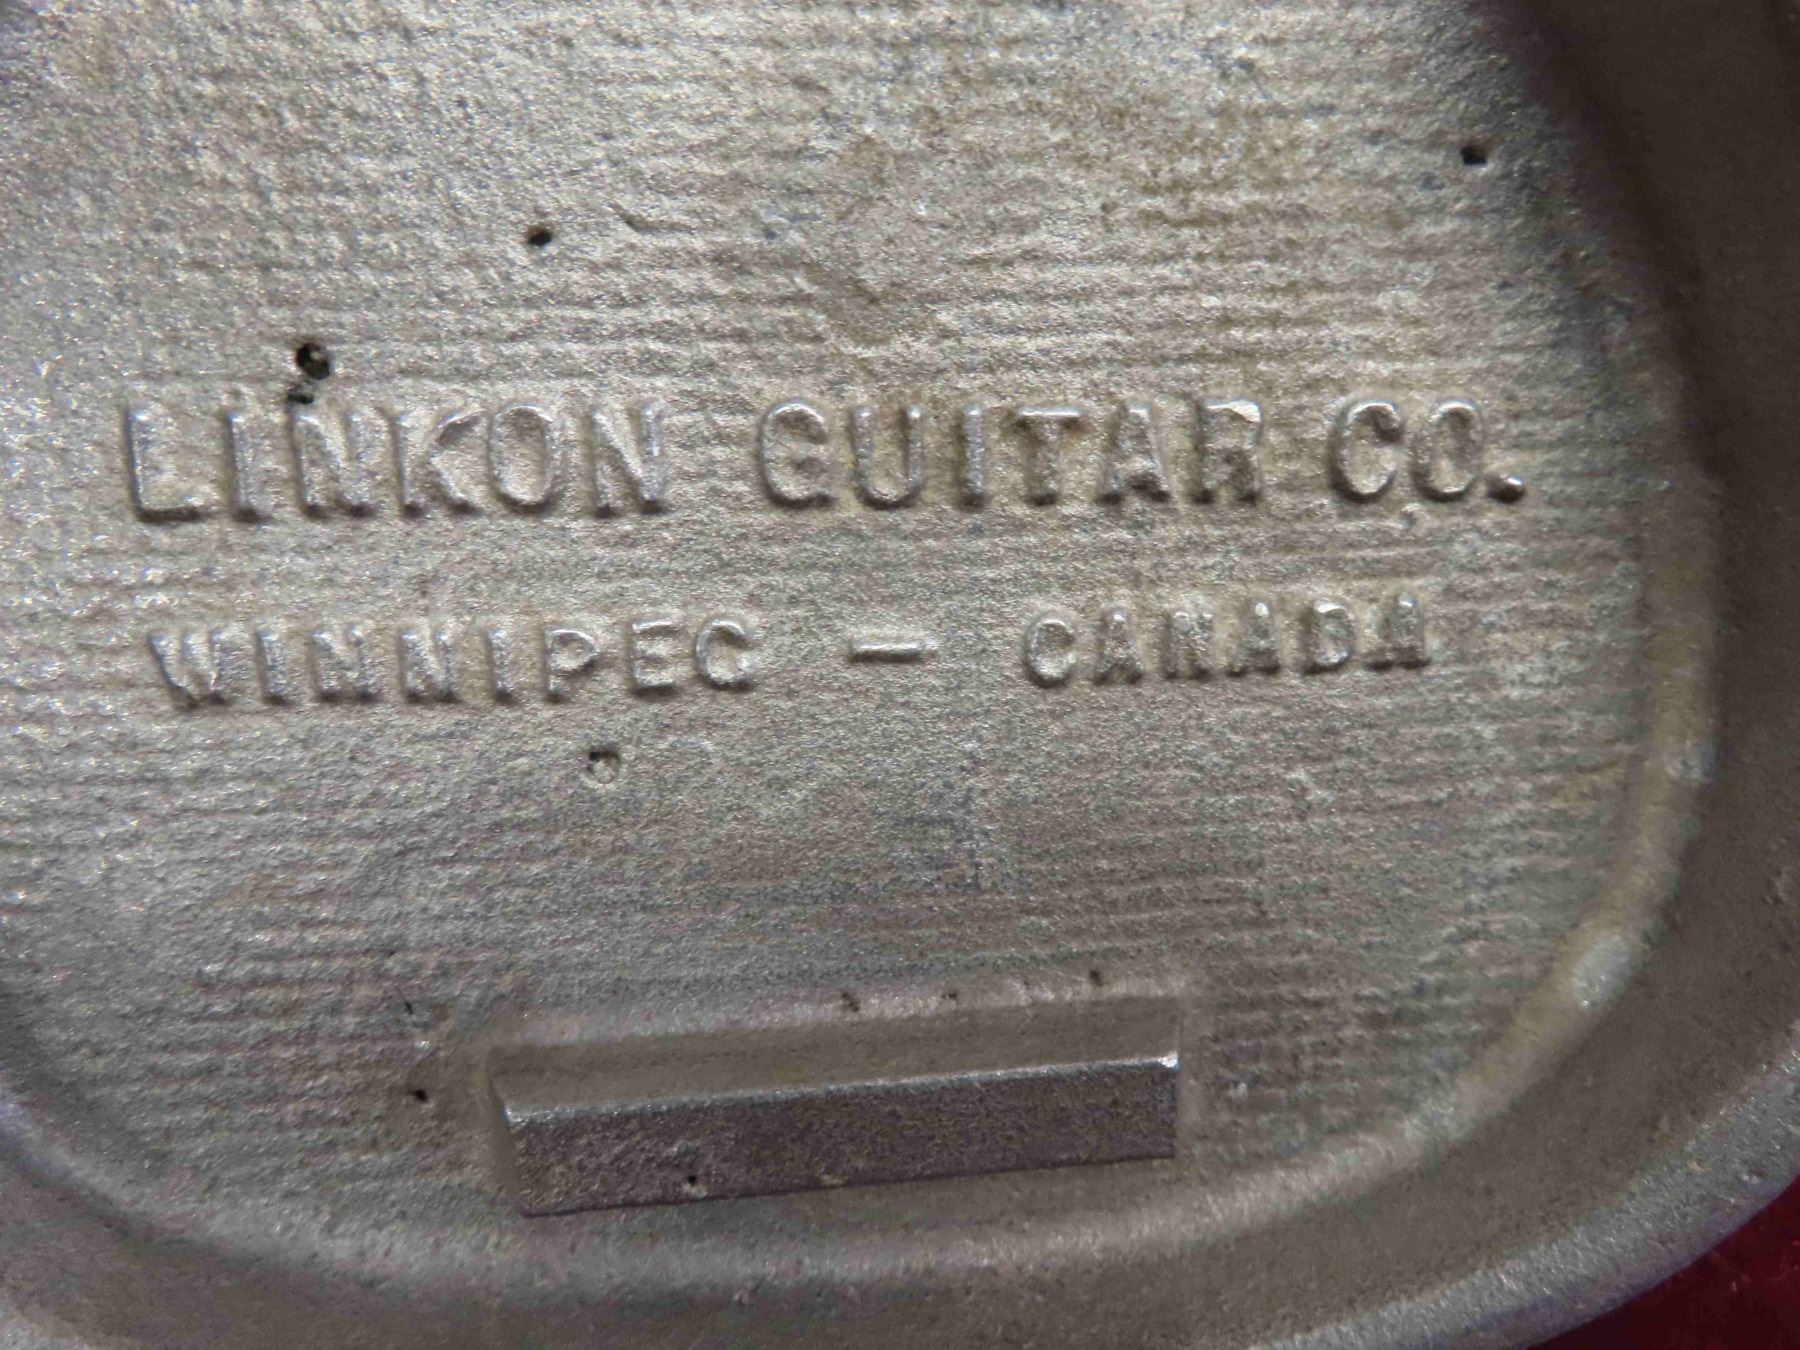 LINKON GUITAR CO.
WINNIPEG — CANADA